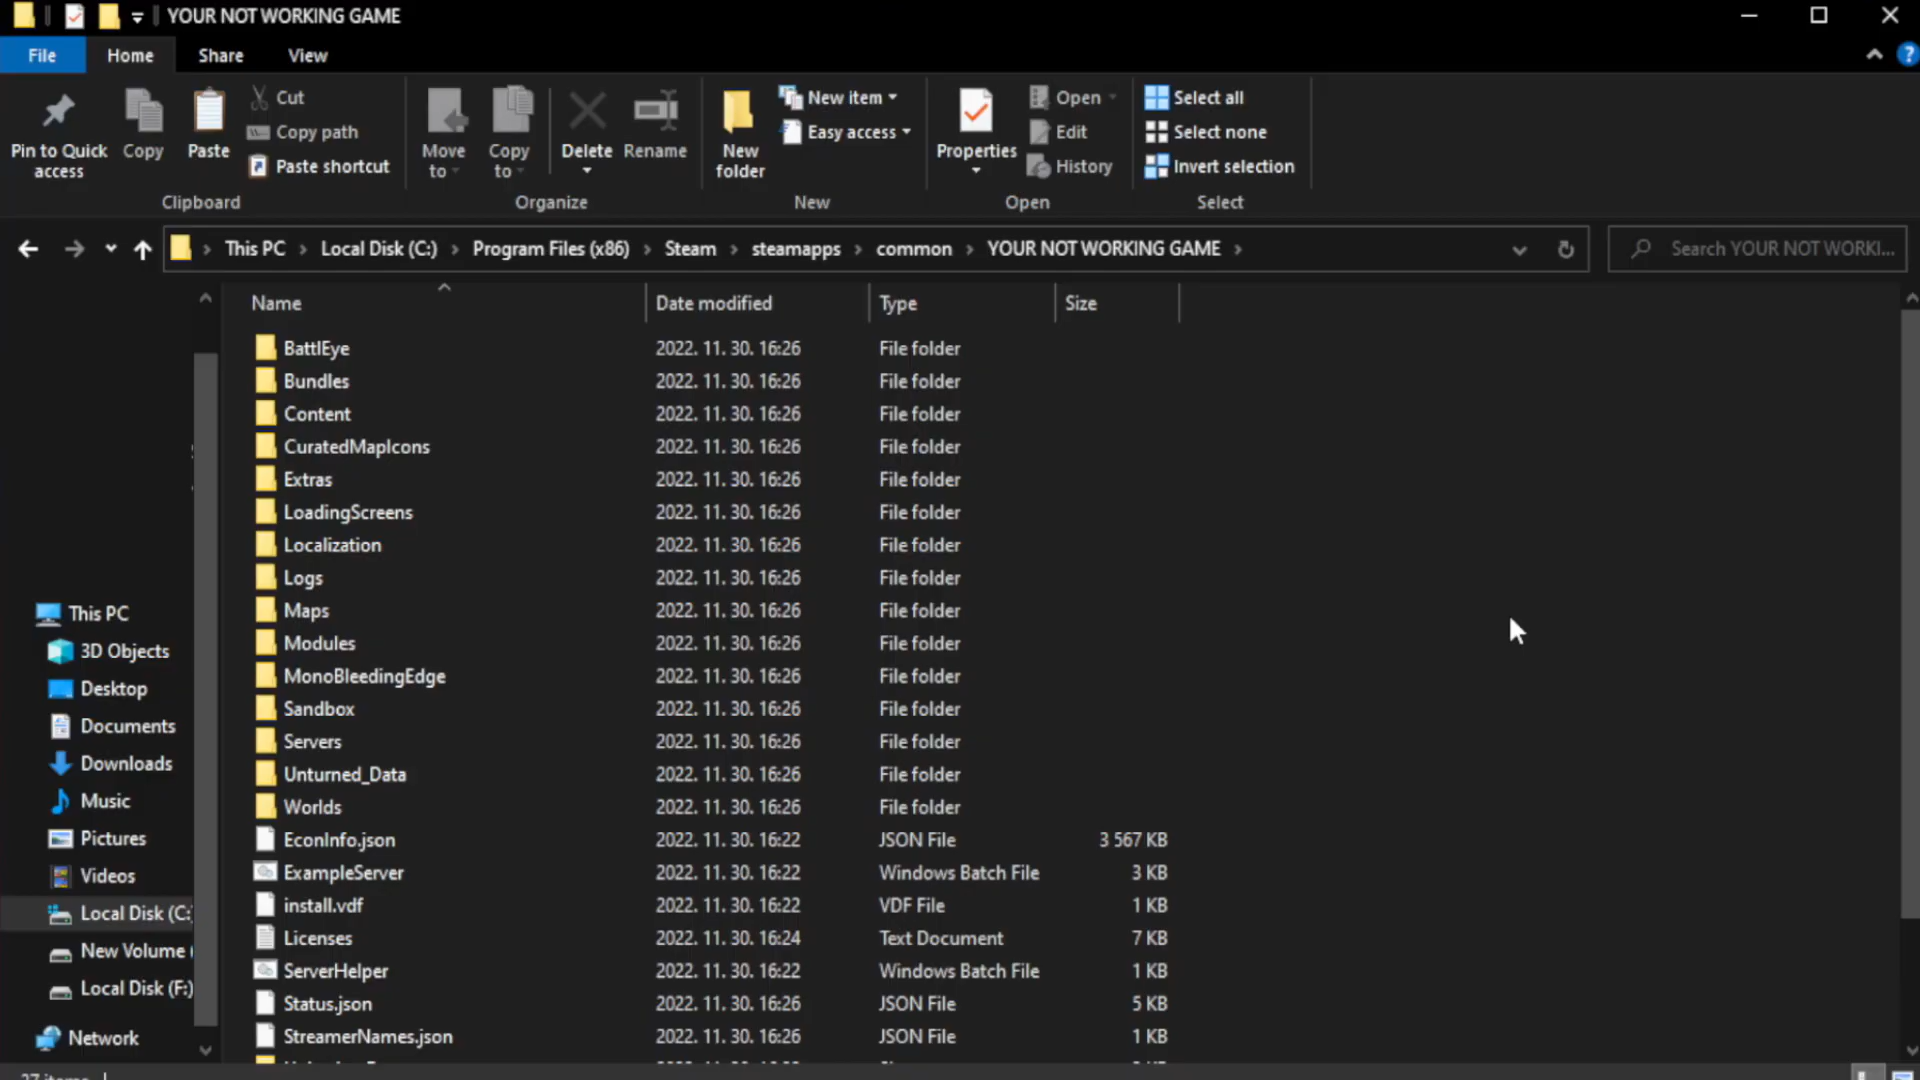 YOUR NOT WORKING GAME
File Home Share View
Pin to Quick access
Copy
Paste
Cut
Copy path
Paste shortcut
Move to
Copy to
Delete
Rename
New folder
New item
Easy access
Properties
Open
Edit
History
Select all
Select none
Invert selection
Clipboard Organize New Open Select
This PC Local Disk (C:) Program Files (x86) Steam steamapps common YOUR NOT WORKING GAME
Search YOUR NOT WORKI...
Name Date modified Type Size
BattlEye 2022. 11. 30. 16:26 File folder
Bundles 2022. 11. 30. 16:26 File folder
Content 2022. 11. 30. 16:26 File folder
CuratedMapIcons 2022. 11. 30. 16:26 File folder
Extras 2022. 11. 30. 16:26 File folder
LoadingScreens 2022. 11. 30. 16:26 File folder
Localization 2022. 11. 30. 16:26 File folder
Logs 2022. 11. 30. 16:26 File folder
Maps 2022. 11. 30. 16:26 File folder
Modules 2022. 11. 30. 16:26 File folder
MonoBleedingEdge 2022. 11. 30. 16:26 File folder
Sandbox 2022. 11. 30. 16:26 File folder
Servers 2022. 11. 30. 16:26 File folder
Unturned_Data 2022. 11. 30. 16:26 File folder
Worlds 2022. 11. 30. 16:26 File folder
EconInfo.json 2022. 11. 30. 16:22 JSON File 3 567 KB
ExampleServer 2022. 11. 30. 16:22 Windows Batch File 3 KB
install.vdf 2022. 11. 30. 16:22 VDF File 1 KB
Licenses 2022. 11. 30. 16:24 Text Document 7 KB
ServerHelper 2022. 11. 30. 16:22 Windows Batch File 1 KB
Status.json 2022. 11. 30. 16:26 JSON File 5 KB
StreamerNames.json 2022. 11. 30. 16:26 JSON File 1 KB
This PC
3D Objects
Desktop
Documents
Downloads
Music
Pictures
Videos
Local Disk (C:)
New Volume (
Local Disk (F:)
Network